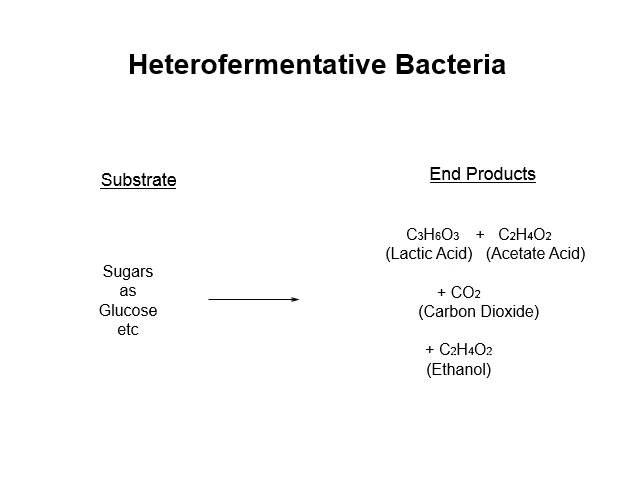 Heterofermentative Bacteria
Substrate
End Products
Sugars
as
Glucose
etc
C3H6O3 + C2H4O2
(Lactic Acid) (Acetate Acid)
+ CO2
(Carbon Dioxide)
+ C2H4O2
(Ethanol)